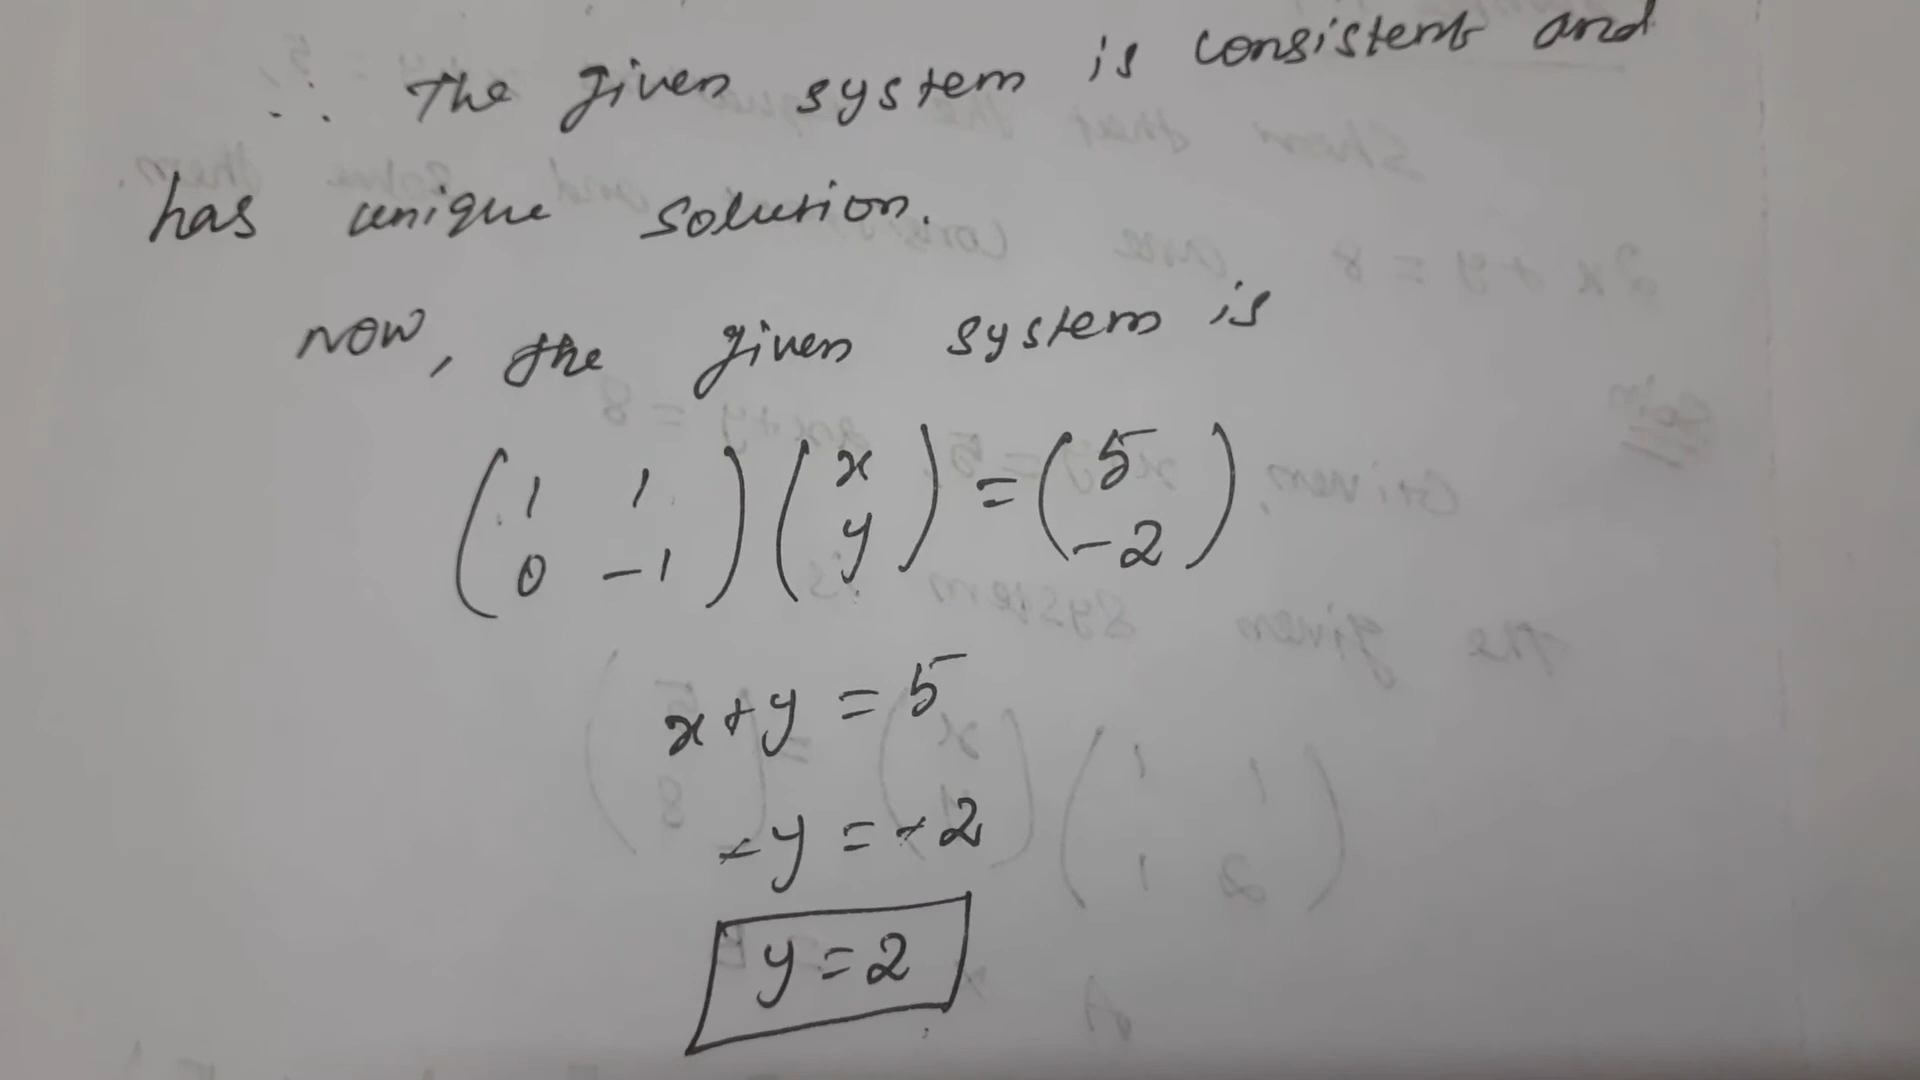 ∴ The given system is consistent and
has unique solution.
Now, the given system is
(1 1
0 -1) (x
y) = (5
-2)
x+y = 5
-y = -2
y = 2